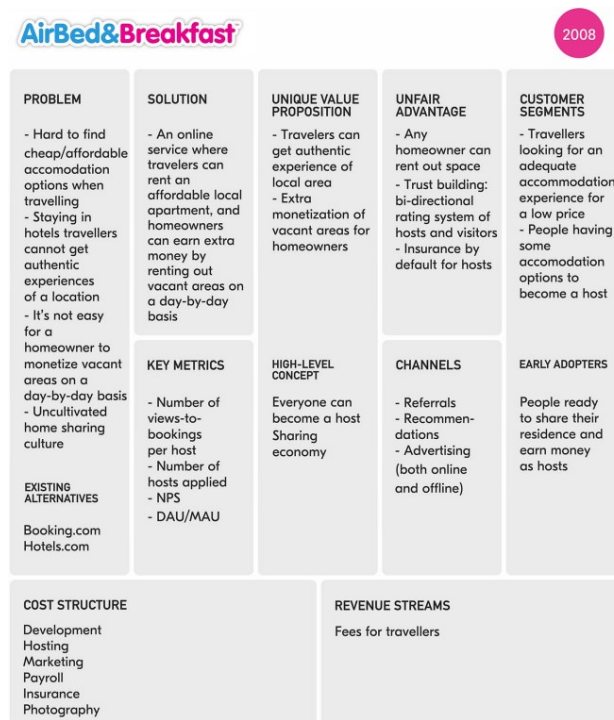 AirBed&Breakfast
2008
PROBLEM
- Hard to find
cheap/affordable
accomodation
options when
travelling
- Staying in
hotels travellers
cannot get
authentic
experiences
of a location
- It's not easy
for a
homeowner to
monetize vacant
areas on a
day-by-day basis
- Uncultivated
home sharing
culture
EXISTING
ALTERNATIVES
Booking.com
Hotels.com
SOLUTION
- An online
service where
travelers can
rent an
affordable local
apartment, and
homeowners
can earn extra
money by
renting out
vacant areas on
a day-by-day
basis
KEY METRICS
- Number of
views-to-
bookings
per host
- Number of
hosts applied
- NPS
- DAU/MAU
UNIQUE VALUE
PROPOSITION
- Travelers can
get authentic
experience of
local area
- Extra
monetization of
vacant areas for
homeowners
HIGH-LEVEL
CONCEPT
Everyone can
become a host
Sharing
economy
UNFAIR
ADVANTAGE
- Any
homeowner can
rent out space
- Trust building:
bi-directional
rating system of
hosts and visitors
- Insurance by
default for hosts
CHANNELS
- Referrals
- Recommen-
dations
- Advertising
(both online
and offline)
CUSTOMER
SEGMENTS
- Travellers
looking for an
adequate
accommodation
experience for
a low price
- People having
some
accomodation
options to
become a host
EARLY ADOPTERS
People ready
to share their
residence and
earn money
as hosts
COST STRUCTURE
Development
Hosting
Marketing
Payroll
Insurance
Photography
REVENUE STREAMS
Fees for travellers